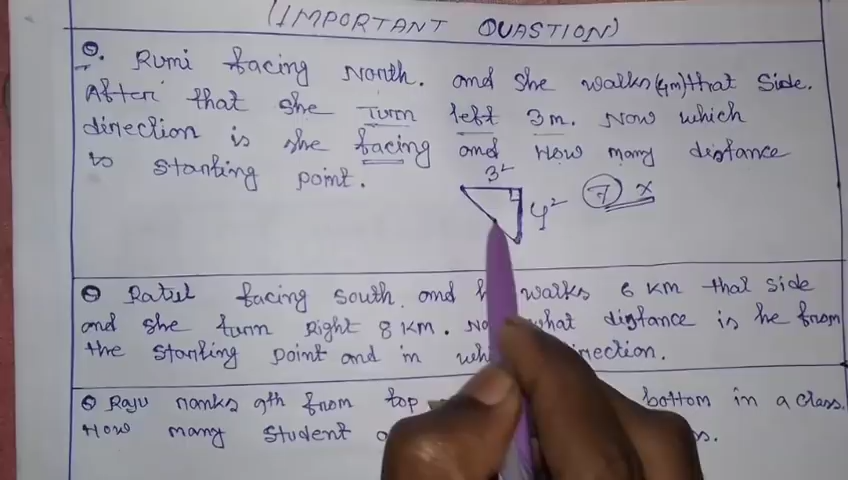 (IMPORTANT QUASTION)
Q. Rumi facing North. and she walks (4m) that side.
After that she Turn left 3m. Now which
direction is she facing and How many distance
is starting point.
3²
4²
7 x
Q Ratul facing south. and walks 6 KM that side
and she turn right 8 KM. what distance is he from
the starting point and in direction.
Q Raju ranks 9th from top bottom in a class.
How many student